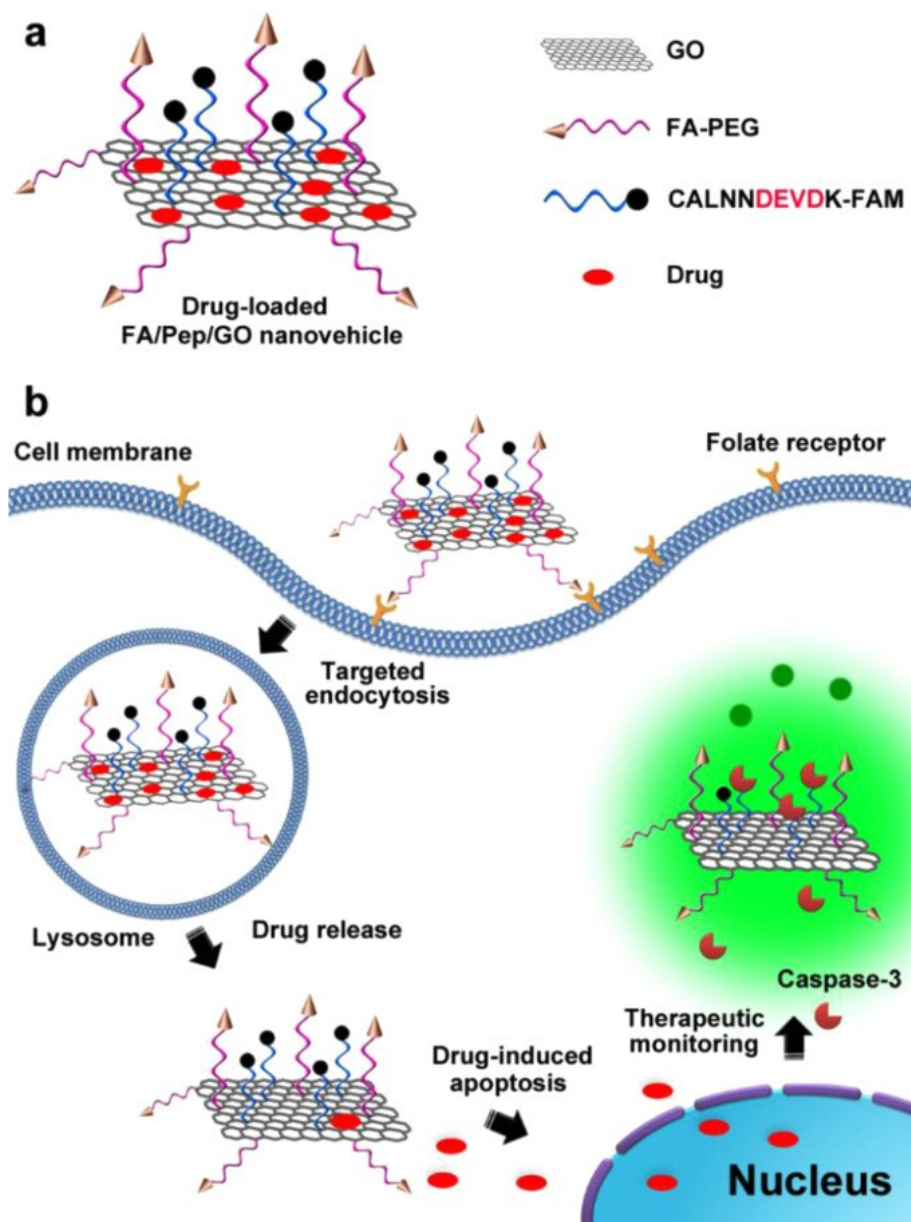 a
GO
FA-PEG
CALNNDEVDK-FAM
Drug
Drug-loaded
FA/Pep/GO nanovehicle
b
Cell membrane
Folate receptor
Targeted
endocytosis
Lysosome
Drug release
Caspase-3
Therapeutic
monitoring
Drug-induced
apoptosis
Nucleus